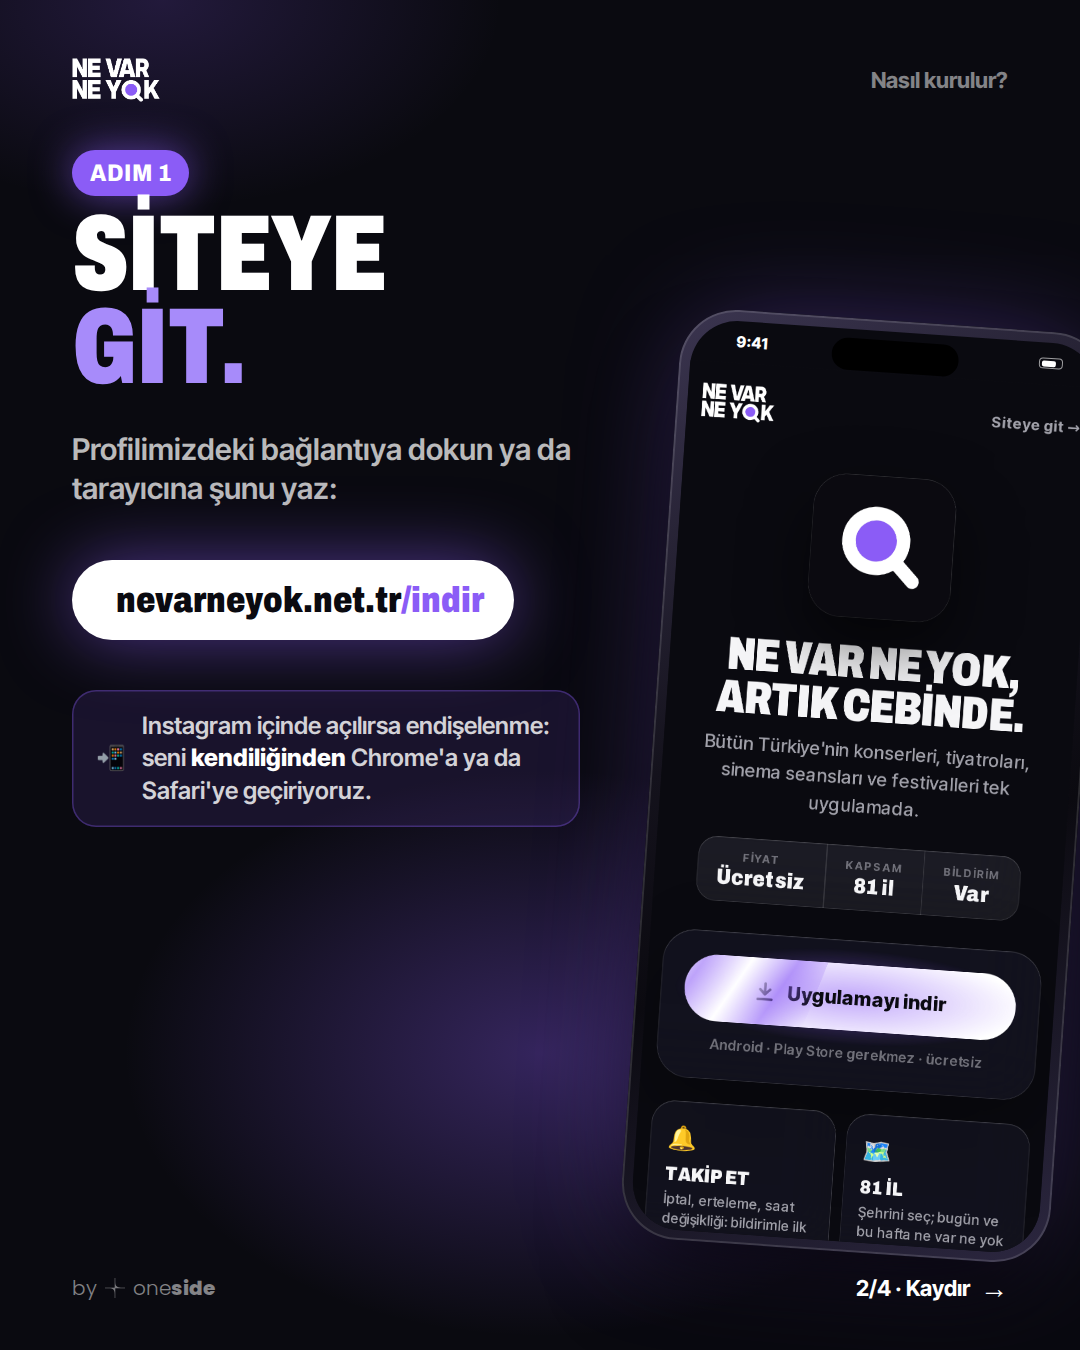 NE VAR
NE YOK
Nasıl kurulur?
ADIM 1
SİTEYE
GİT.
Profilimizdeki bağlantıya dokun ya da
tarayıcına şunu yaz:
nevarneyok.net.tr/indir
Instagram içinde açılırsa endişelenme:
seni kendiliğinden Chrome'a ya da
Safari'ye geçiriyoruz.
9:41
NE VAR
NE YOK
Siteye git →
NE VAR NE YOK,
ARTIK CEBİNDE.
Bütün Türkiye'nin konserleri, tiyatroları,
sinema seansları ve festivalleri tek
uygulamada.
FİYAT
Ücretsiz
KAPSAM
81 il
BİLDİRİM
Var
Uygulamayı indir
Android · Play Store gerekmez · ücretsiz
TAKİP ET
İptal, erteleme, saat
değişikliği: bildirimle ilk
81 İL
Şehrini seç; bugün ve
bu hafta ne var ne yok
by oneside
2/4 · Kaydır →